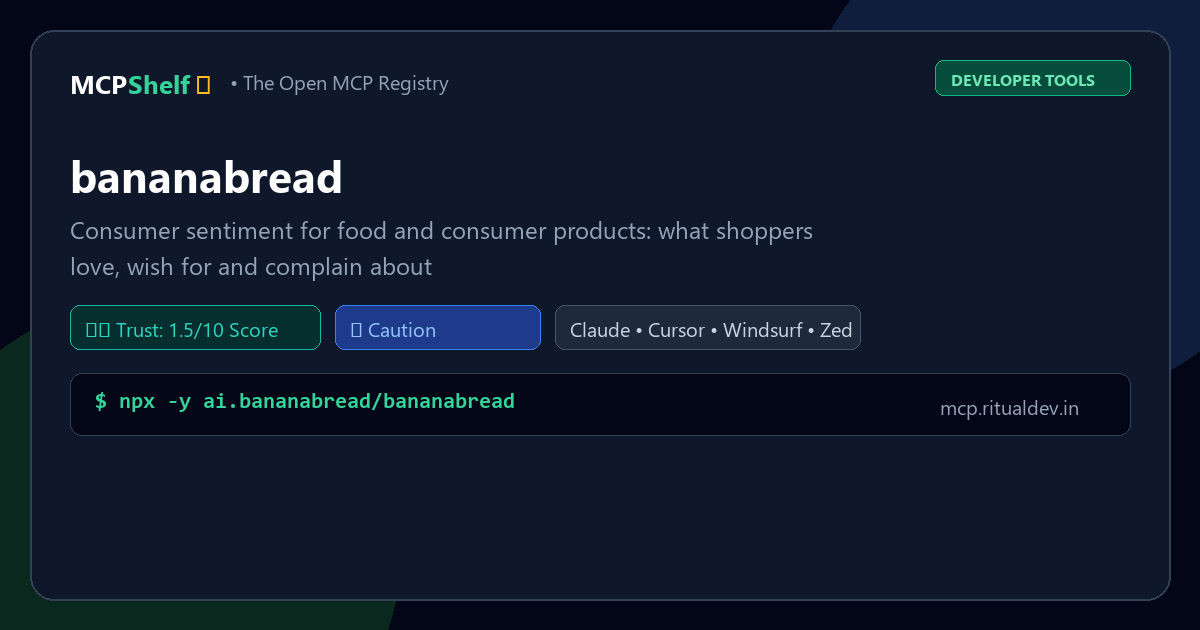 MCPShelf • The Open MCP Registry
DEVELOPER TOOLS
bananabread
Consumer sentiment for food and consumer products: what shoppers
love, wish for and complain about
Trust: 1.5/10 Score
Caution
Claude • Cursor • Windsurf • Zed
$ npx -y ai.bananabread/bananabread
mcp.ritualdev.in